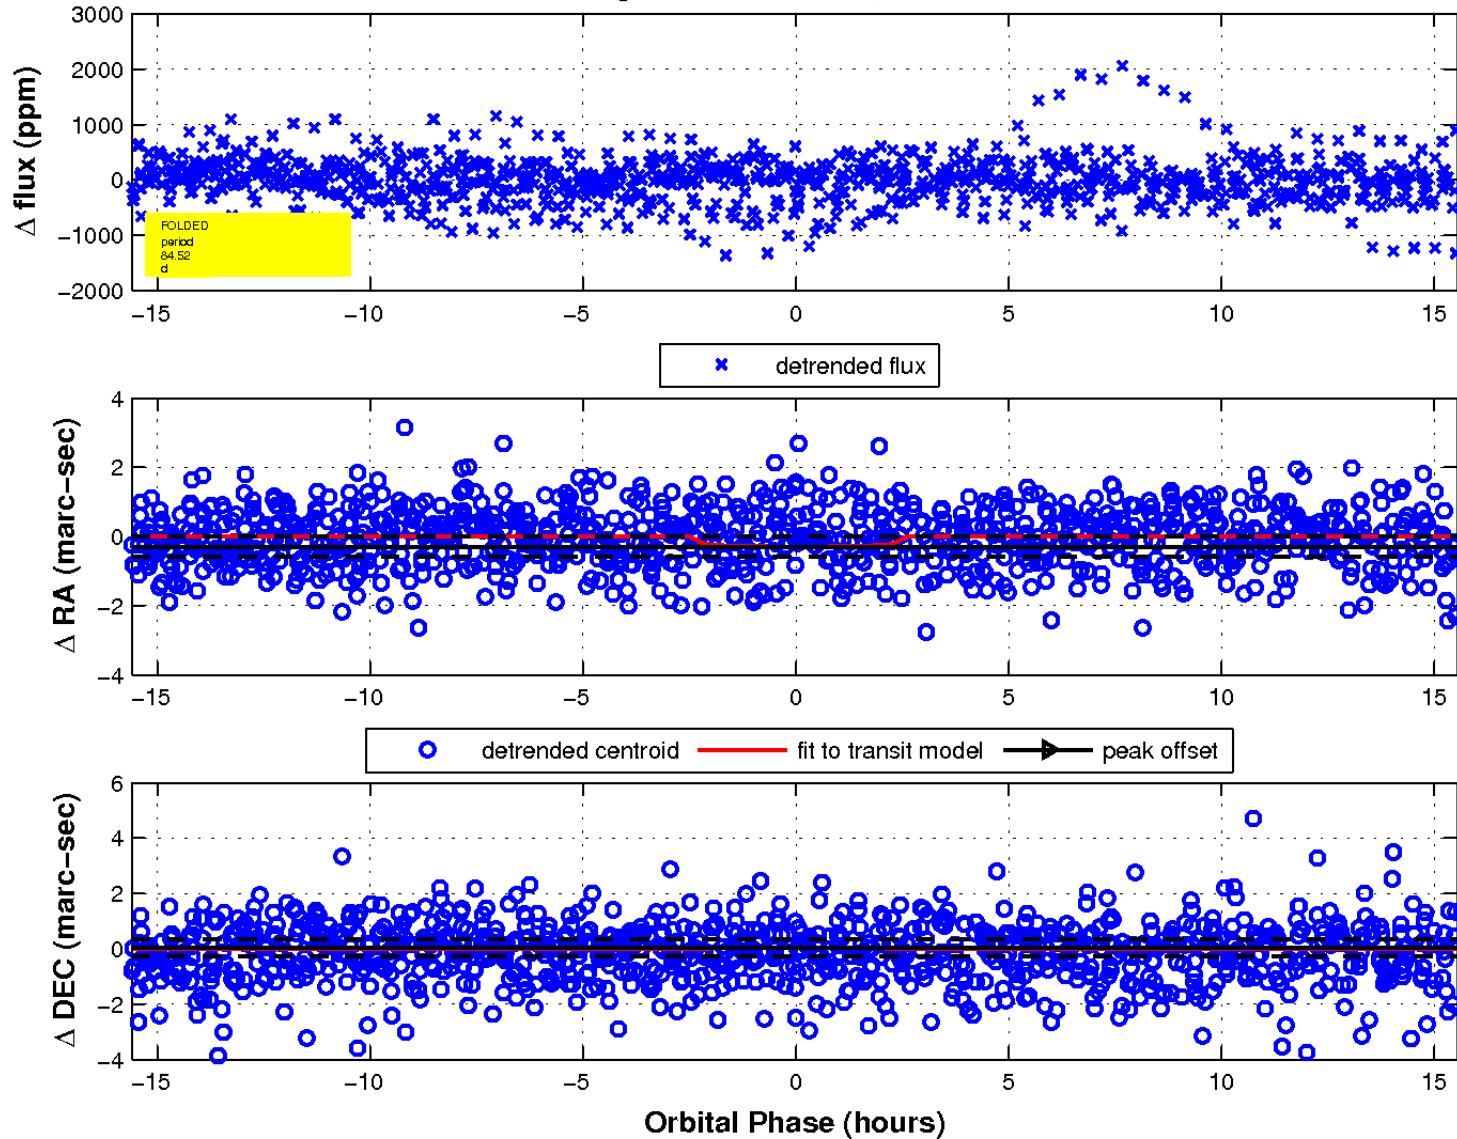 3000
2000
1000
0
−1000
−2000
Δ flux (ppm)
FOLDED
period
84.52
d
−15 −10 −5 0 5 10 15
detrended flux
4
2
0
−2
−4
Δ RA (marc−sec)
−15 −10 −5 0 5 10 15
detrended centroid fit to transit model peak offset
6
4
2
0
−2
−4
Δ DEC (marc−sec)
−15 −10 −5 0 5 10 15
Orbital Phase (hours)